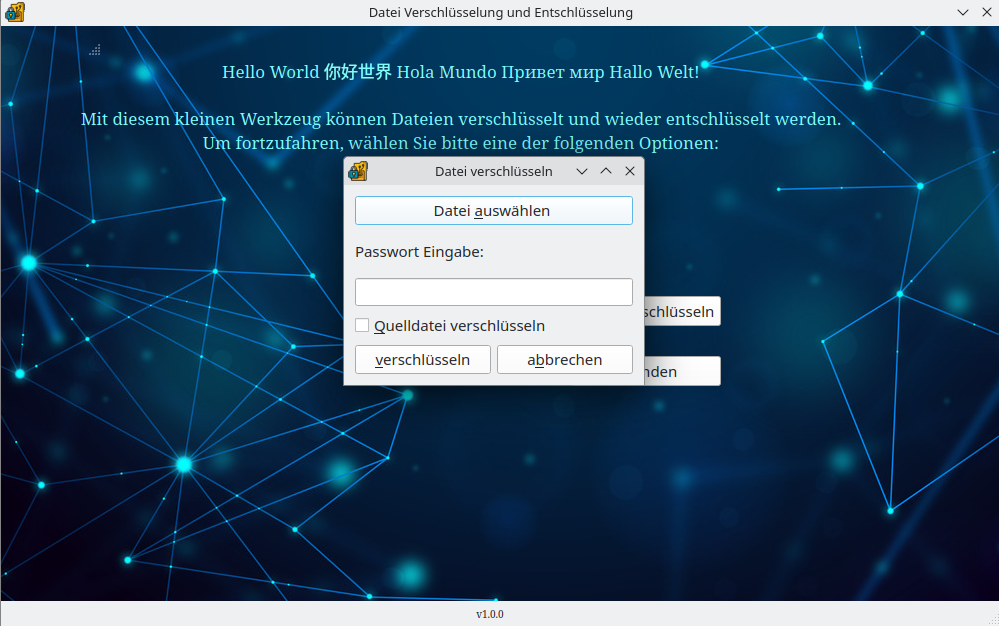 Datei Verschlüsselung und Entschlüsselung
Hello World 你好世界 Hola Mundo Привет мир Hallo Welt!
Mit diesem kleinen Werkzeug können Dateien verschlüsselt und wieder entschlüsselt werden.
Um fortzufahren, wählen Sie bitte eine der folgenden Optionen:
Datei verschlüsseln
Datei auswählen
Passwort Eingabe:
schlüsseln
Quelldatei verschlüsseln
verschlüsseln
abbrechen
nden
v1.0.0